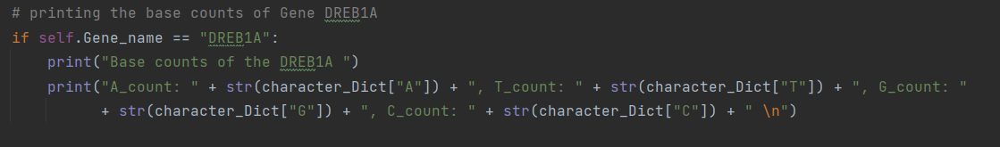 # printing the base counts of Gene DREB1A
if self.Gene_name == "DREB1A":
    print("Base counts of the DREB1A ")
    print("A_count: " + str(character_Dict["A"]) + ", T_count: " + str(character_Dict["T"]) + ", G_count: "
          + str(character_Dict["G"]) + ", C_count: " + str(character_Dict["C"]) + " \n")